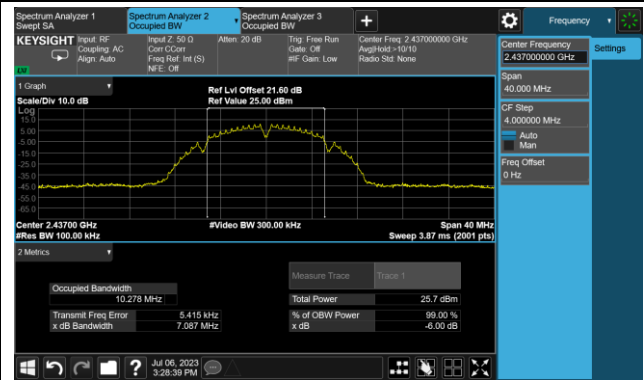 Spectrum Analyzer 1
Swept SA
Spectrum Analyzer 2
Occupied BW
Spectrum Analyzer 3
Occupied BW
Frequency
KEYSIGHT
Input: RF
Coupling: AC
Align: Auto
Input Z: 50 Ω
Corr CCorr
Freq Ref: Int (S)
NFE: Off
Atten: 20 dB
Trig: Free Run
Gate: Off
#IF Gain: Low
Center Freq: 2.437000000 GHz
Avg|Hold:>10/10
Radio Std: None
Center Frequency
2.437000000 GHz
Settings
Span
40.000 MHz
CF Step
4.000000 MHz
Auto
Man
Freq Offset
0 Hz
1 Graph
Scale/Div 10.0 dB
Ref Lvl Offset 21.60 dB
Ref Value 25.00 dBm
Log
15.0
5.00
-5.00
-15.0
-25.0
-35.0
-45.0
-55.0
-65.0
Center 2.43700 GHz
#Res BW 100.00 kHz
#Video BW 300.00 kHz
Span 40 MHz
Sweep 3.87 ms (2001 pts)
2 Metrics
Measure Trace
Trace 1
Occupied Bandwidth
10.278 MHz
Total Power
25.7 dBm
Transmit Freq Error
5.415 kHz
% of OBW Power
99.00 %
x dB Bandwidth
7.087 MHz
x dB
-6.00 dB
?
Jul 06, 2023
3:28:39 PM